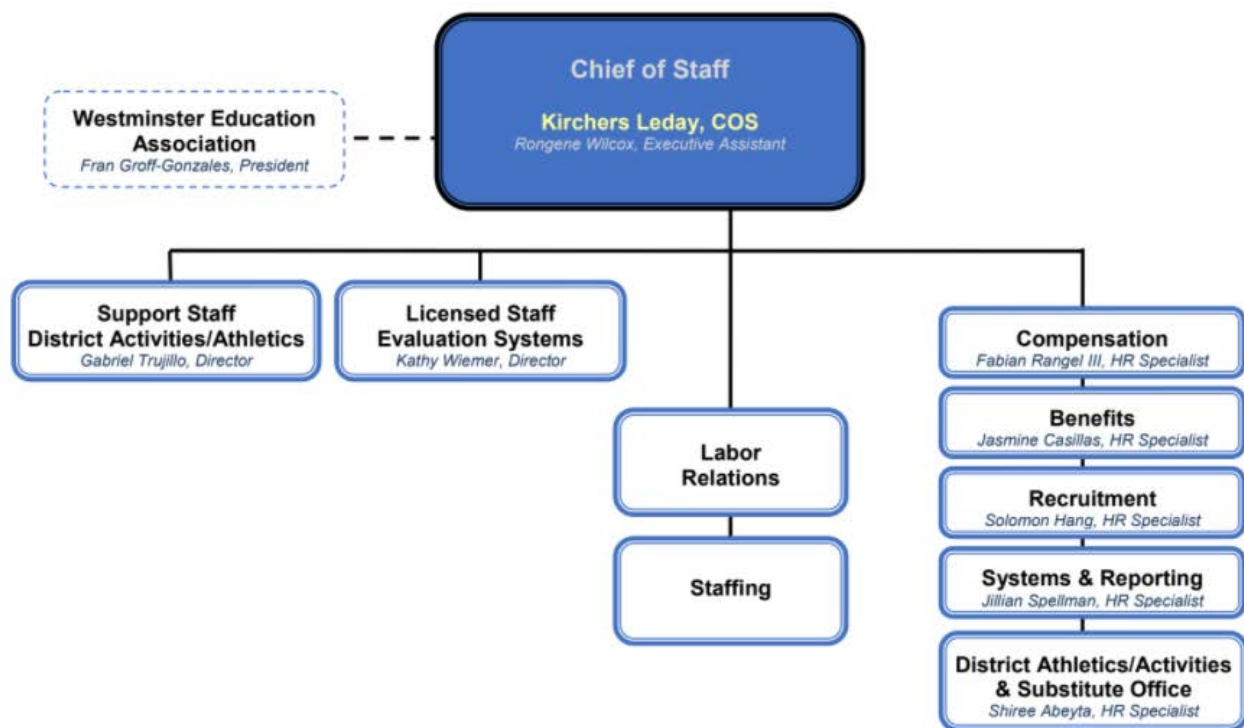 Chief of Staff
Kirchers Leday, COS
Rongene Wilcox, Executive Assistant
Westminster Education
Association
Fran Groff-Gonzales, President
Support Staff
District Activities/Athletics
Gabriel Trujillo, Director
Licensed Staff
Evaluation Systems
Kathy Wiemer, Director
Labor
Relations
Staffing
Compensation
Fabian Rangel III, HR Specialist
Benefits
Jasmine Casillas, HR Specialist
Recruitment
Solomon Hang, HR Specialist
Systems & Reporting
Jillian Spellman, HR Specialist
District Athletics/Activities
& Substitute Office
Shiree Abeyta, HR Specialist